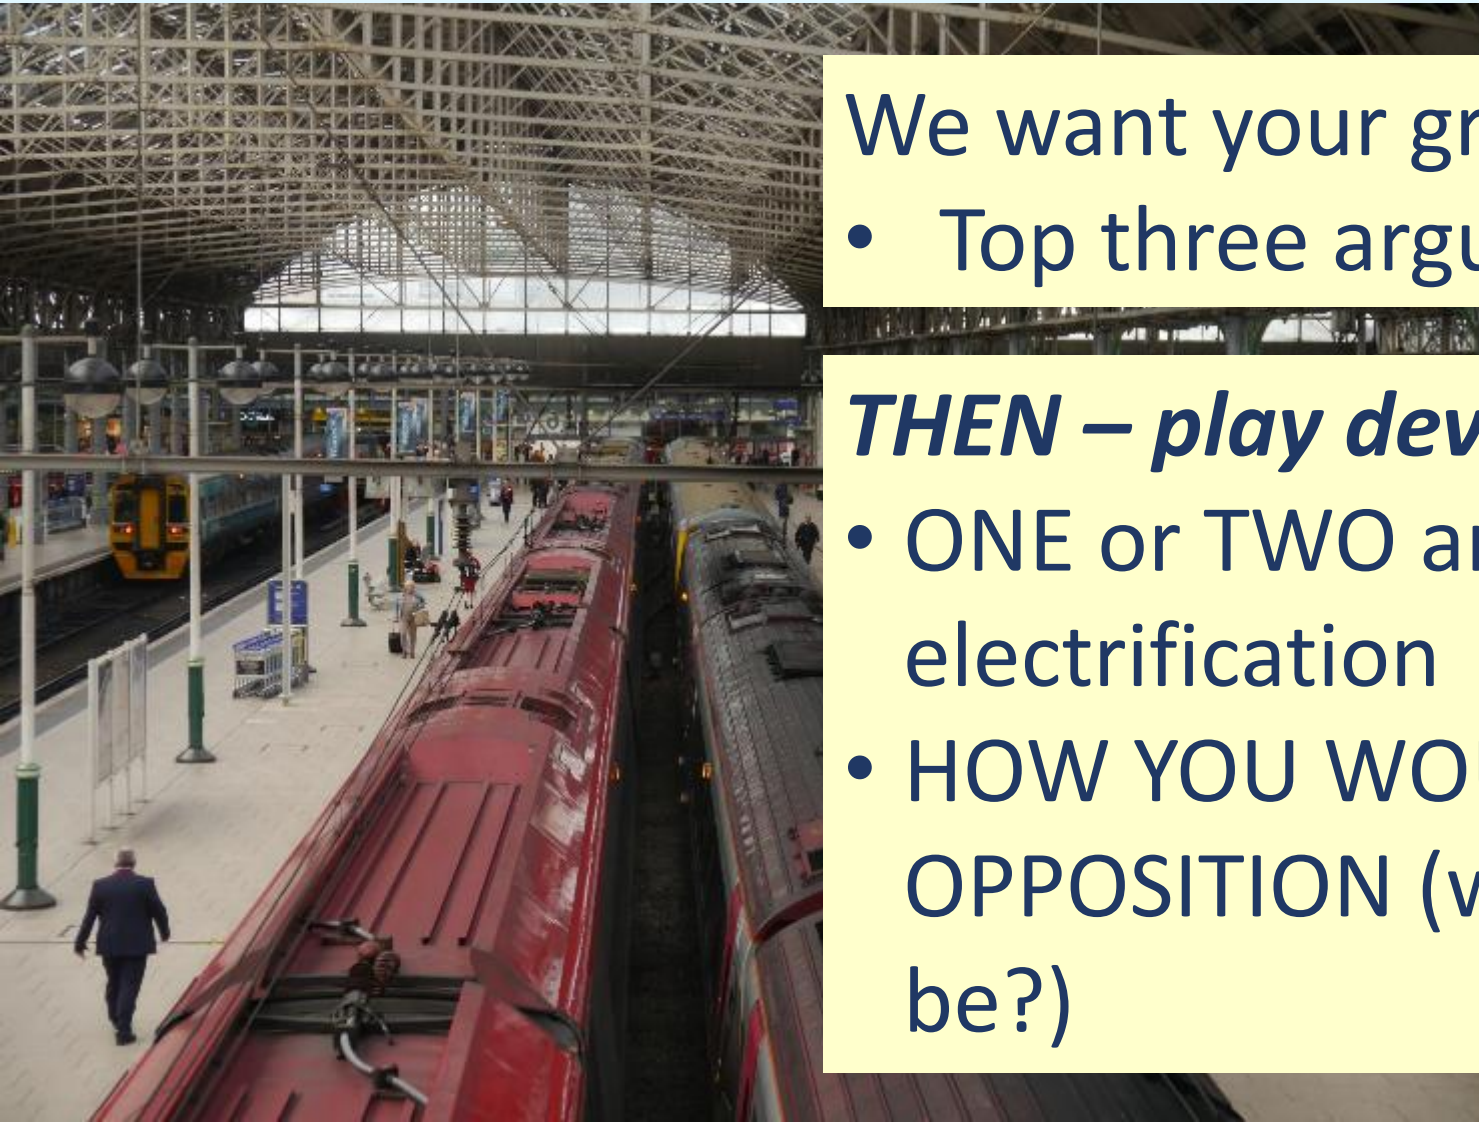 We want your gr
• Top three argu
THEN – play dev
• ONE or TWO ar
electrification
• HOW YOU WO
OPPOSITION (w
be?)